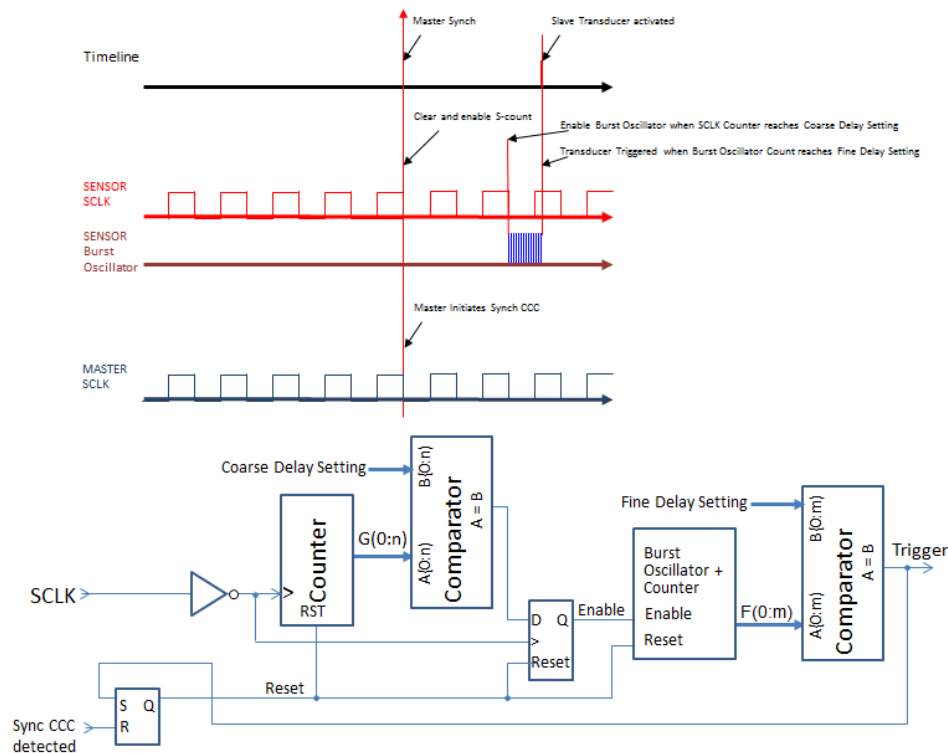 Master Synch
Slave Transducer activated
Timeline
Clear and enable S-count
Enable Burst Oscillator when SCLK Counter reaches Coarse Delay Setting
Transducer Triggered when Burst Oscillator Count reaches Fine Delay Setting
SENSOR
SCLK
SENSOR
Burst
Oscillator
Master Initiates Synch CCC
MASTER
SCLK
Coarse Delay Setting
B{0:n)
A = B
Comparator
A{0:n)
G(0:n)
Counter
>
RST
SCLK
Fine Delay Setting
B{0:m)
A = B
Comparator
A{0:m)
Trigger
Burst
Oscillator +
Counter
Enable
Reset
F(0:m)
Enable
D Q
>
Reset
Reset
S Q
R
Sync CCC
detected